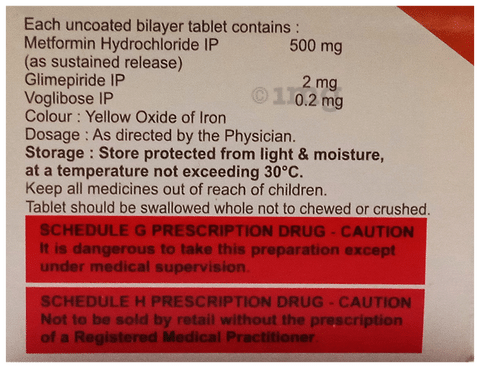 Each uncoated bilayer tablet contains :
Metformin Hydrochloride IP 500 mg
(as sustained release)
Glimepiride IP 2 mg
Voglibose IP 0.2 mg
©1mg
Colour : Yellow Oxide of Iron
Dosage : As directed by the Physician.
Storage : Store protected from light & moisture,
at a temperature not exceeding 30°C.
Keep all medicines out of reach of children.
Tablet should be swallowed whole not to chewed or crushed.
SCHEDULE G PRESCRIPTION DRUG - CAUTION
It is dangerous to take this preparation except
under medical supervision.
SCHEDULE H PRESCRIPTION DRUG - CAUTION
Not to be sold by retail without the prescription
of a Registered Medical Practitioner.